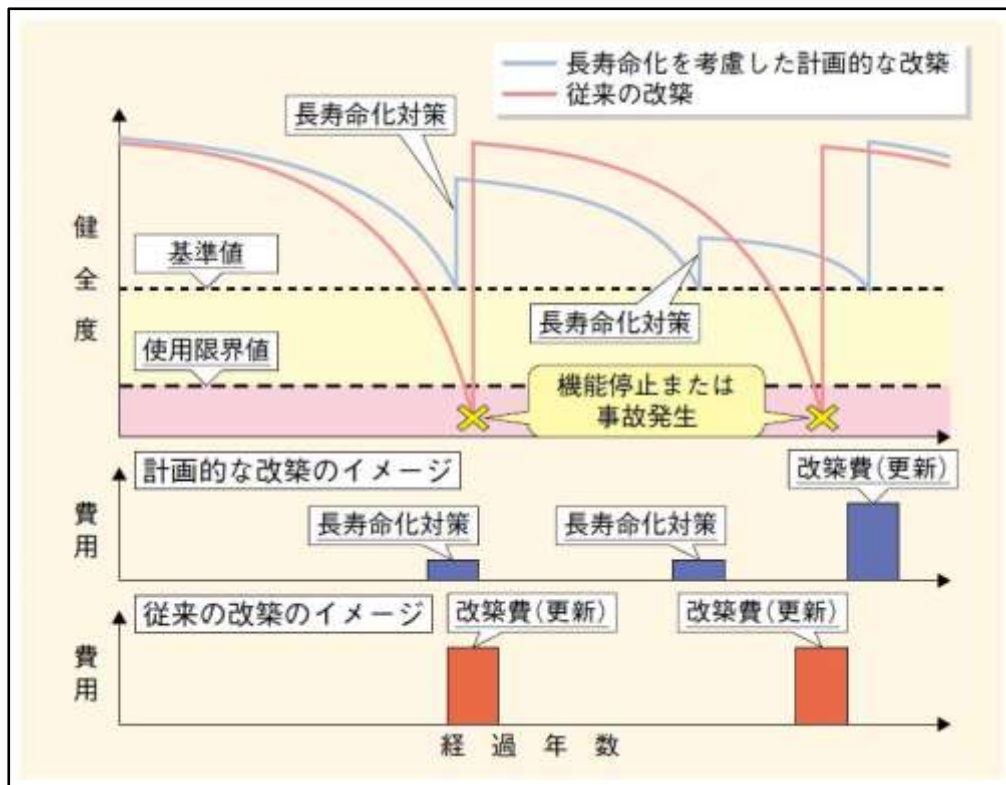 長寿命化を考慮した計画的な改築
従来の改築
長寿命化対策
健全度
基準値
長寿命化対策
使用限界値
機能停止または
事故発生
計画的な改築のイメージ
改築費(更新)
費用
長寿命化対策
長寿命化対策
従来の改築のイメージ
改築費(更新)
改築費(更新)
費用
経過年数